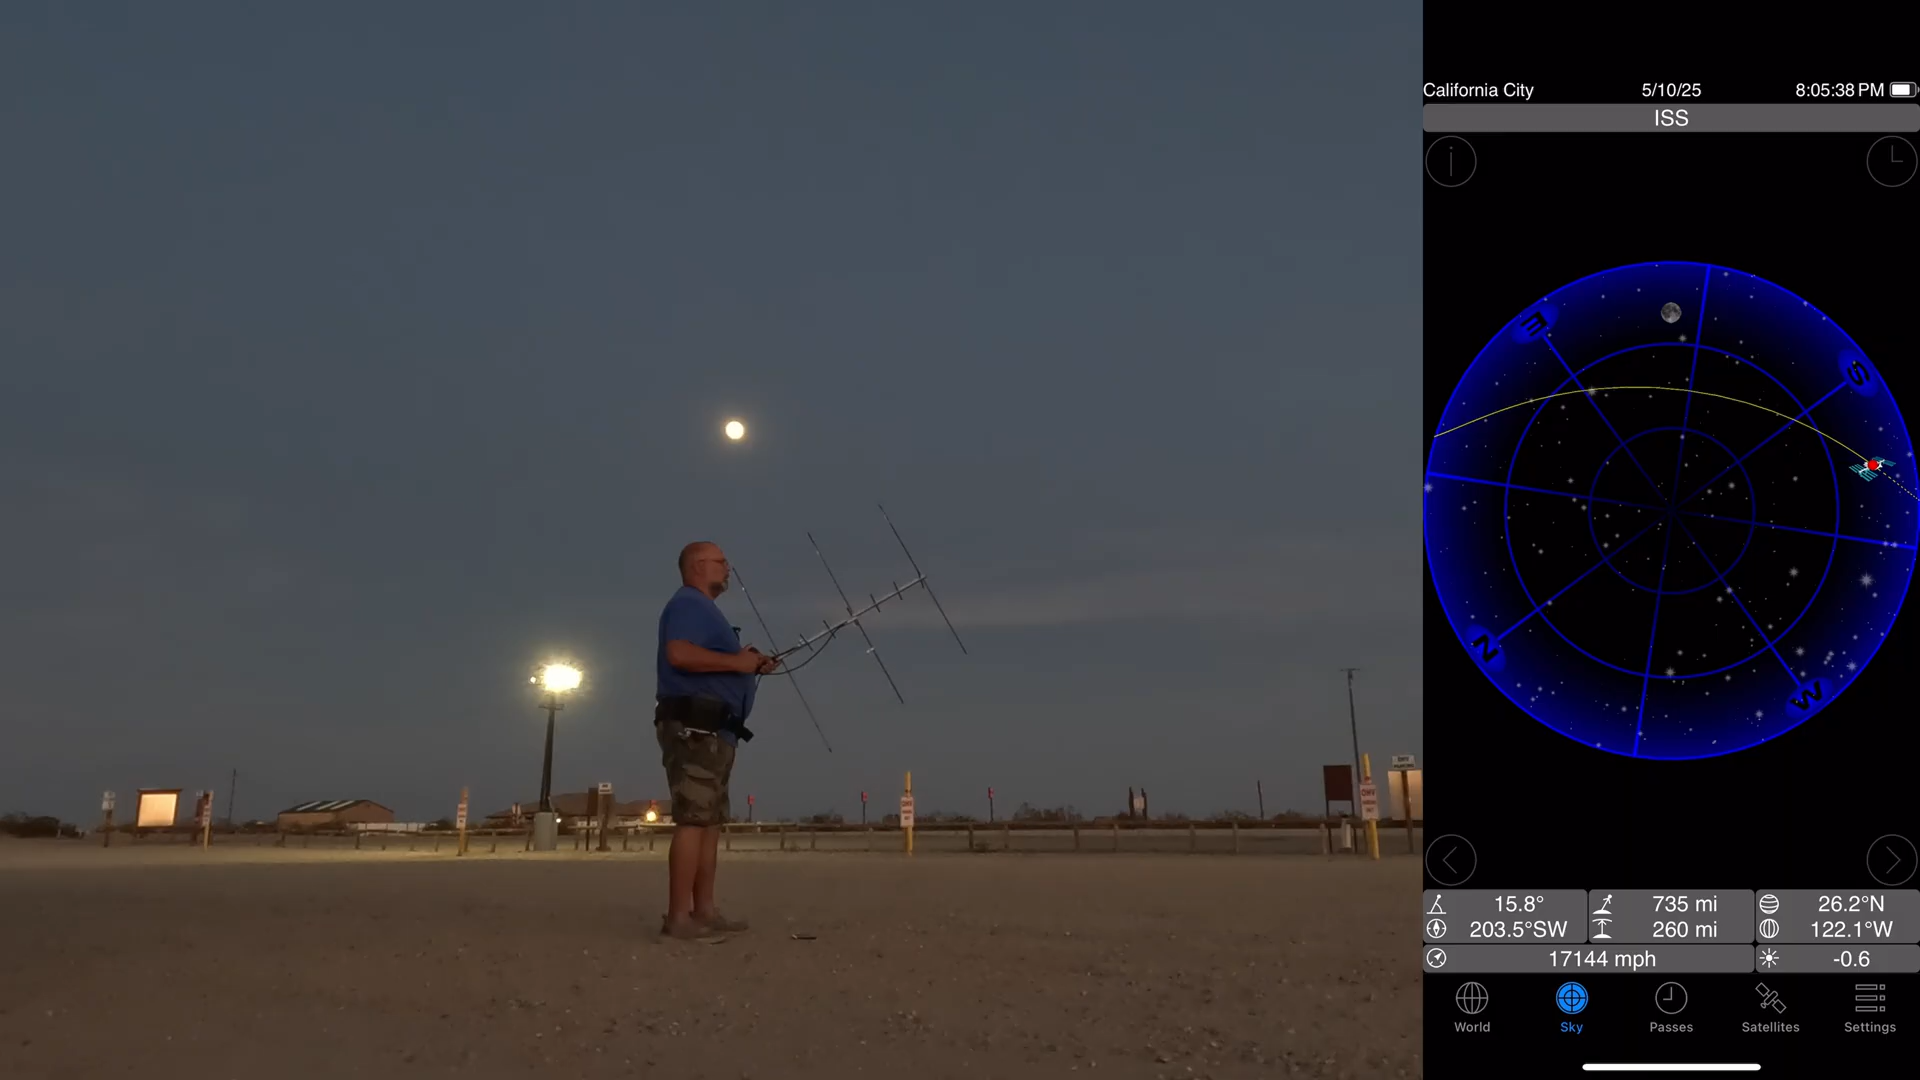 California City 5/10/25 8:05:38 PM
ISS
E
S
N
W
15.8° 735 mi 26.2°N
203.5°SW 260 mi 122.1°W
17144 mph -0.6
World Sky Passes Satellites Settings
OHV